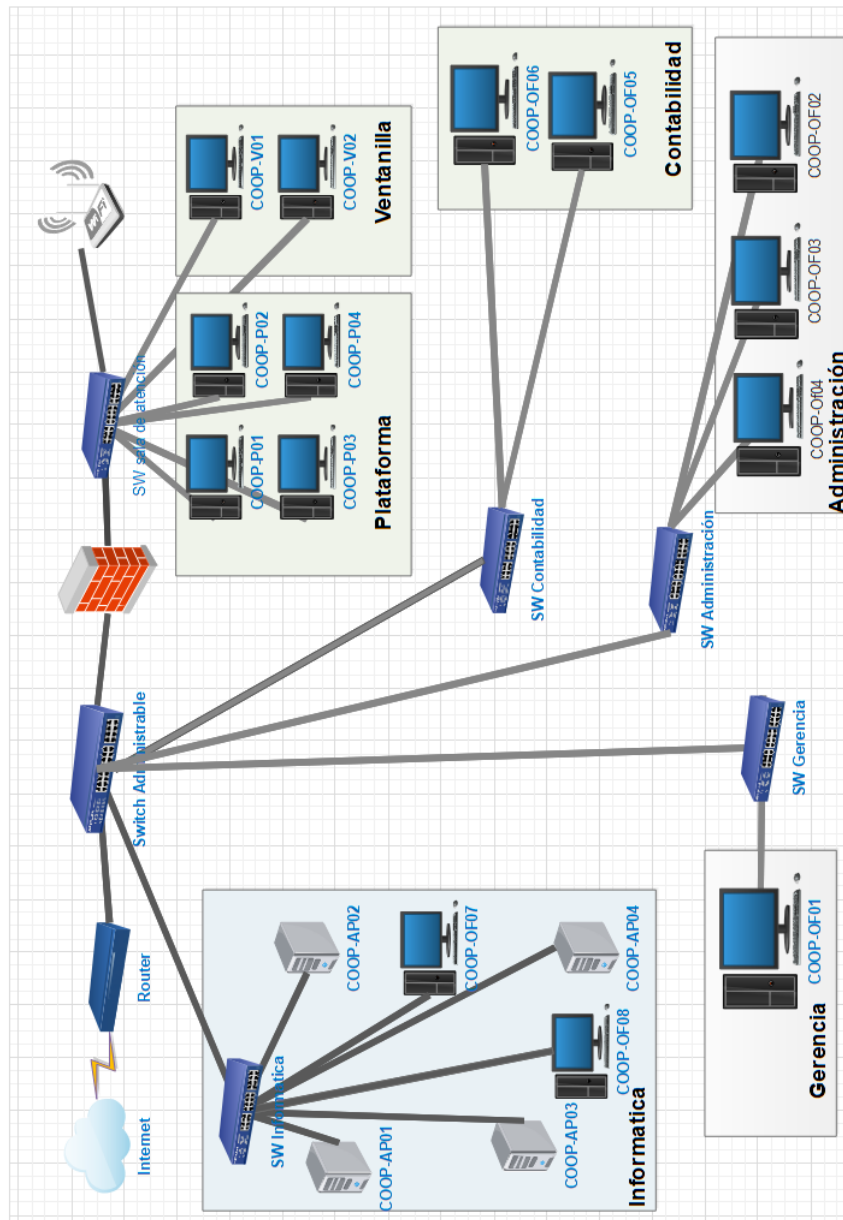 WiFi
Internet
Router
Switch Administrable
SW sala de atención
COOP-P01
COOP-P02
COOP-V01
COOP-P03
COOP-P04
COOP-V02
Plataforma
Ventanilla
SW Informatica
COOP-AP01
COOP-AP02
COOP-OF07
COOP-AP03
COOP-OF08
COOP-AP04
Informatica
SW Contabilidad
COOP-OF06
COOP-OF05
Contabilidad
SW Administración
COOP-Of04
COOP-OF03
COOP-OF02
Administración
SW Gerencia
COOP-OF01
Gerencia